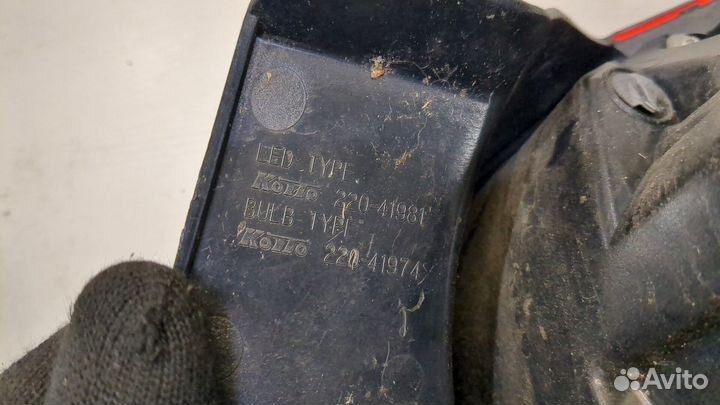 LED TYPE
KOITO 220-41981
BULB TYPE
KOITO 220-41974
Avito